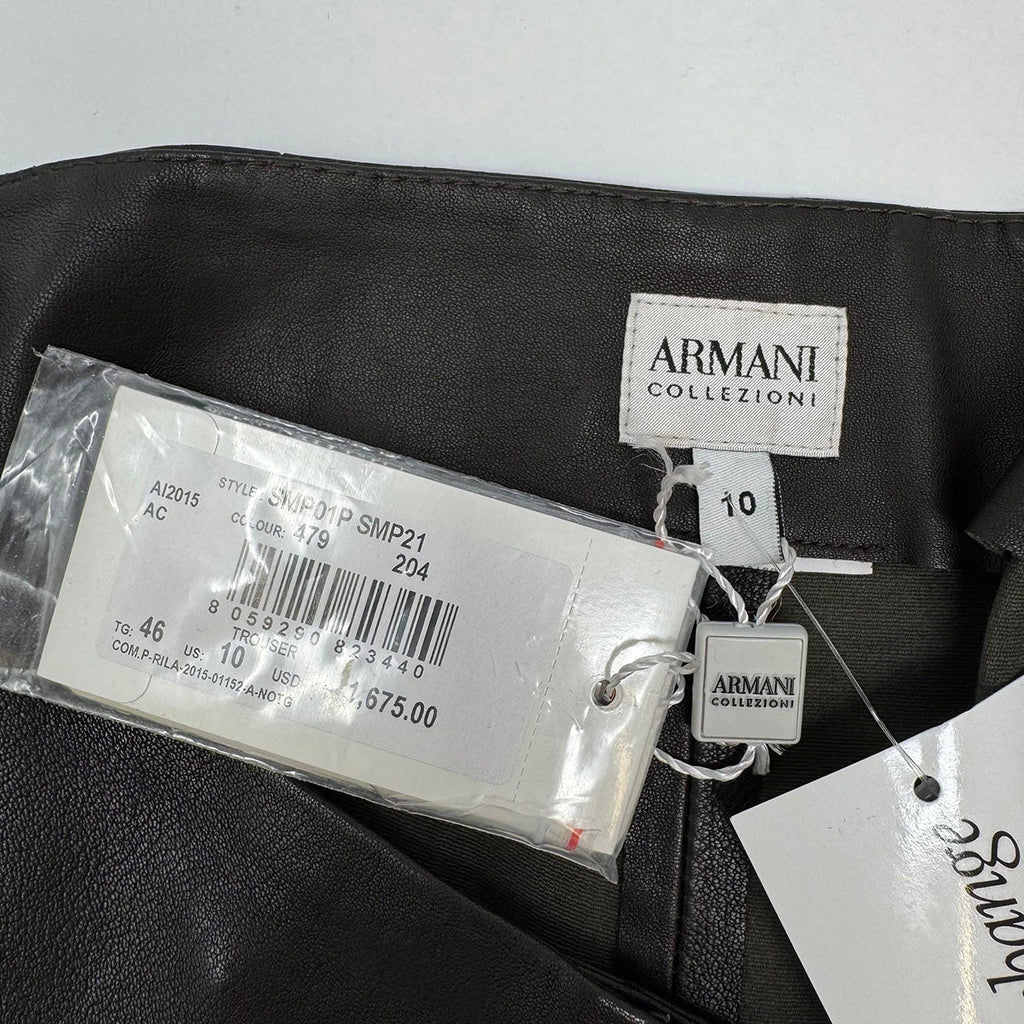 ARMANI
COLLEZIONI
10
AI2015
AC
STYLE: SMP01P SMP21
COLOUR: 479
204
8 059290 823440
TROUSER
TG: 46
US: 10
USD 1,675.00
COM.P-RILA-2015-01152-A-NOTG
ARMANI
COLLEZIONI